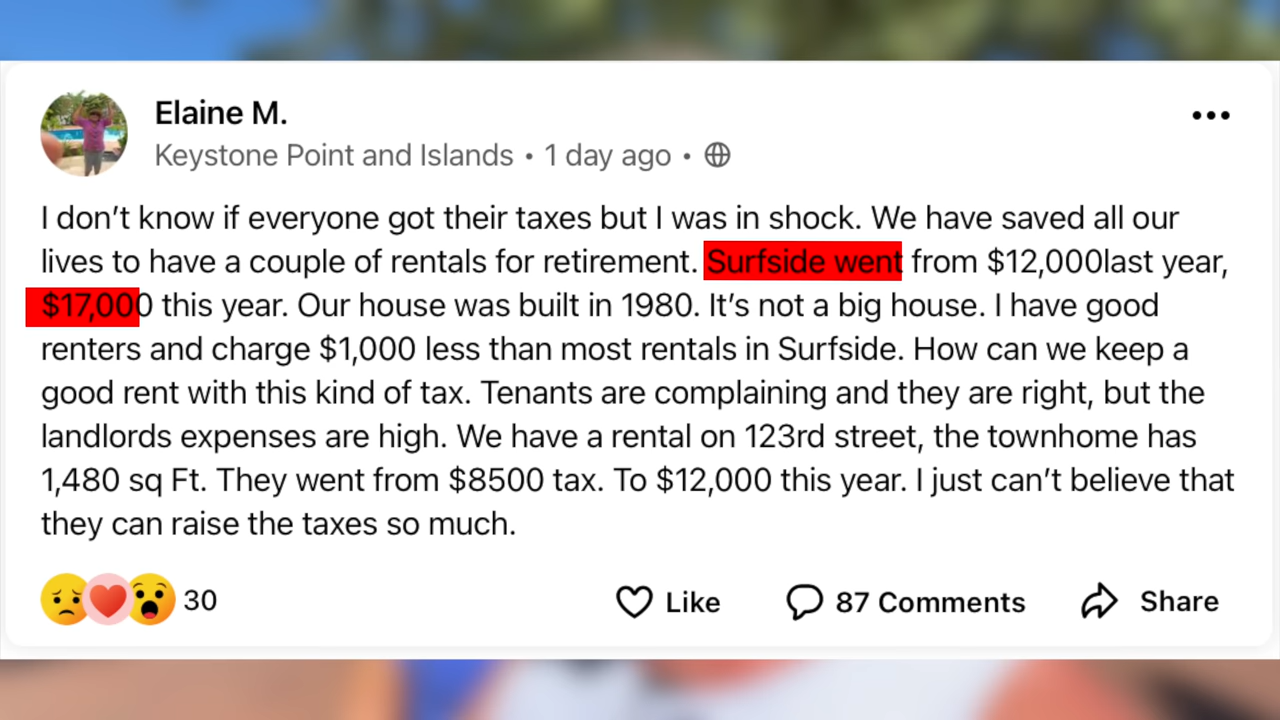 Elaine M.
Keystone Point and Islands • 1 day ago •
I don't know if everyone got their taxes but I was in shock. We have saved all our
lives to have a couple of rentals for retirement. Surfside went from $12,000last year,
$17,000 this year. Our house was built in 1980. It's not a big house. I have good
renters and charge $1,000 less than most rentals in Surfside. How can we keep a
good rent with this kind of tax. Tenants are complaining and they are right, but the
landlords expenses are high. We have a rental on 123rd street, the townhome has
1,480 sq Ft. They went from $8500 tax. To $12,000 this year. I just can't believe that
they can raise the taxes so much.
30 Like 87 Comments Share